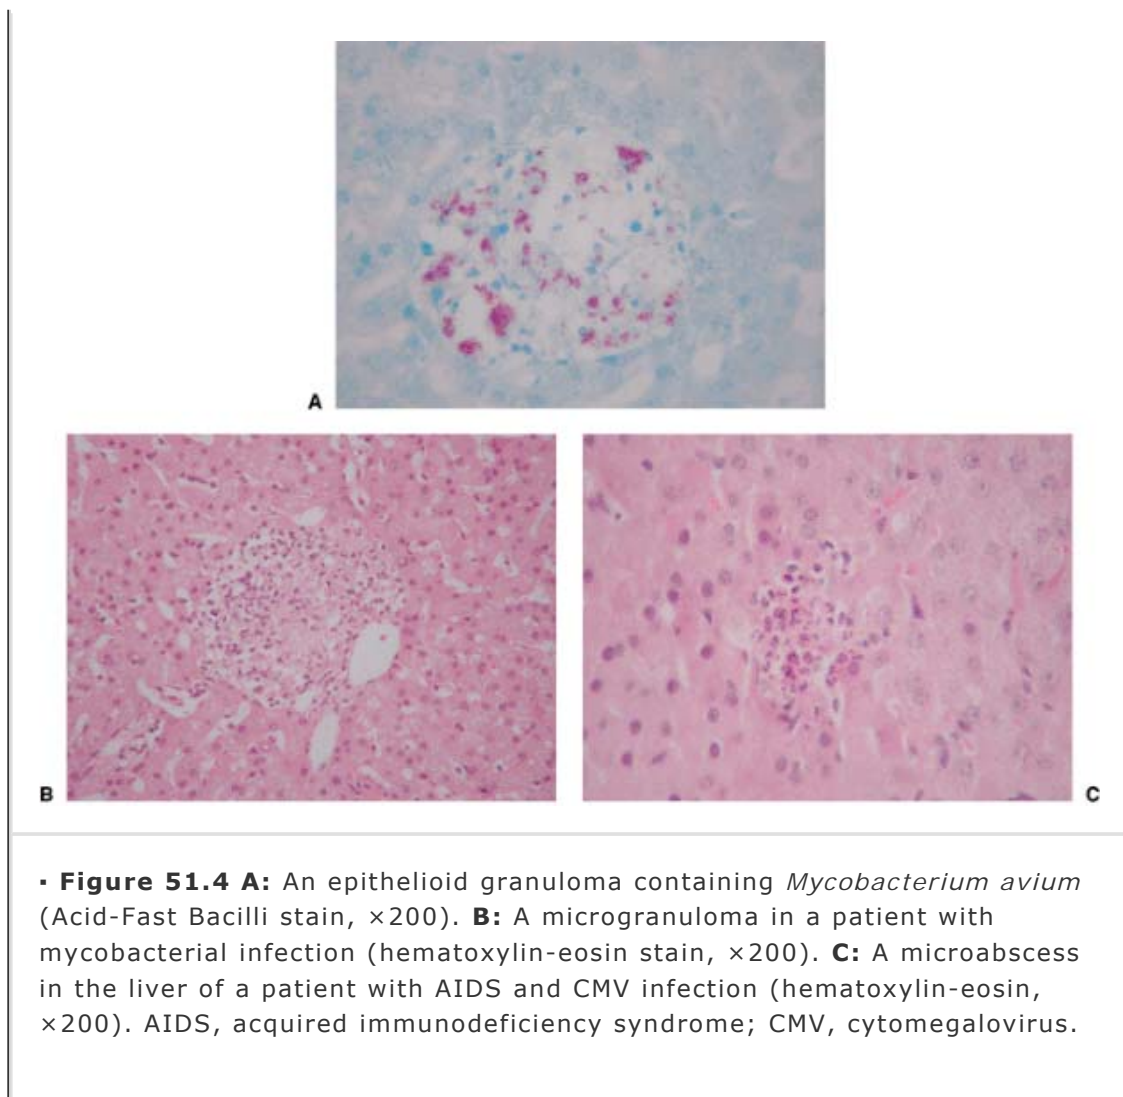 A
B
C
▪ Figure 51.4 A: An epithelioid granuloma containing Mycobacterium avium
(Acid-Fast Bacilli stain, ×200). B: A microgranuloma in a patient with
mycobacterial infection (hematoxylin-eosin stain, ×200). C: A microabscess
in the liver of a patient with AIDS and CMV infection (hematoxylin-eosin,
×200). AIDS, acquired immunodeficiency syndrome; CMV, cytomegalovirus.